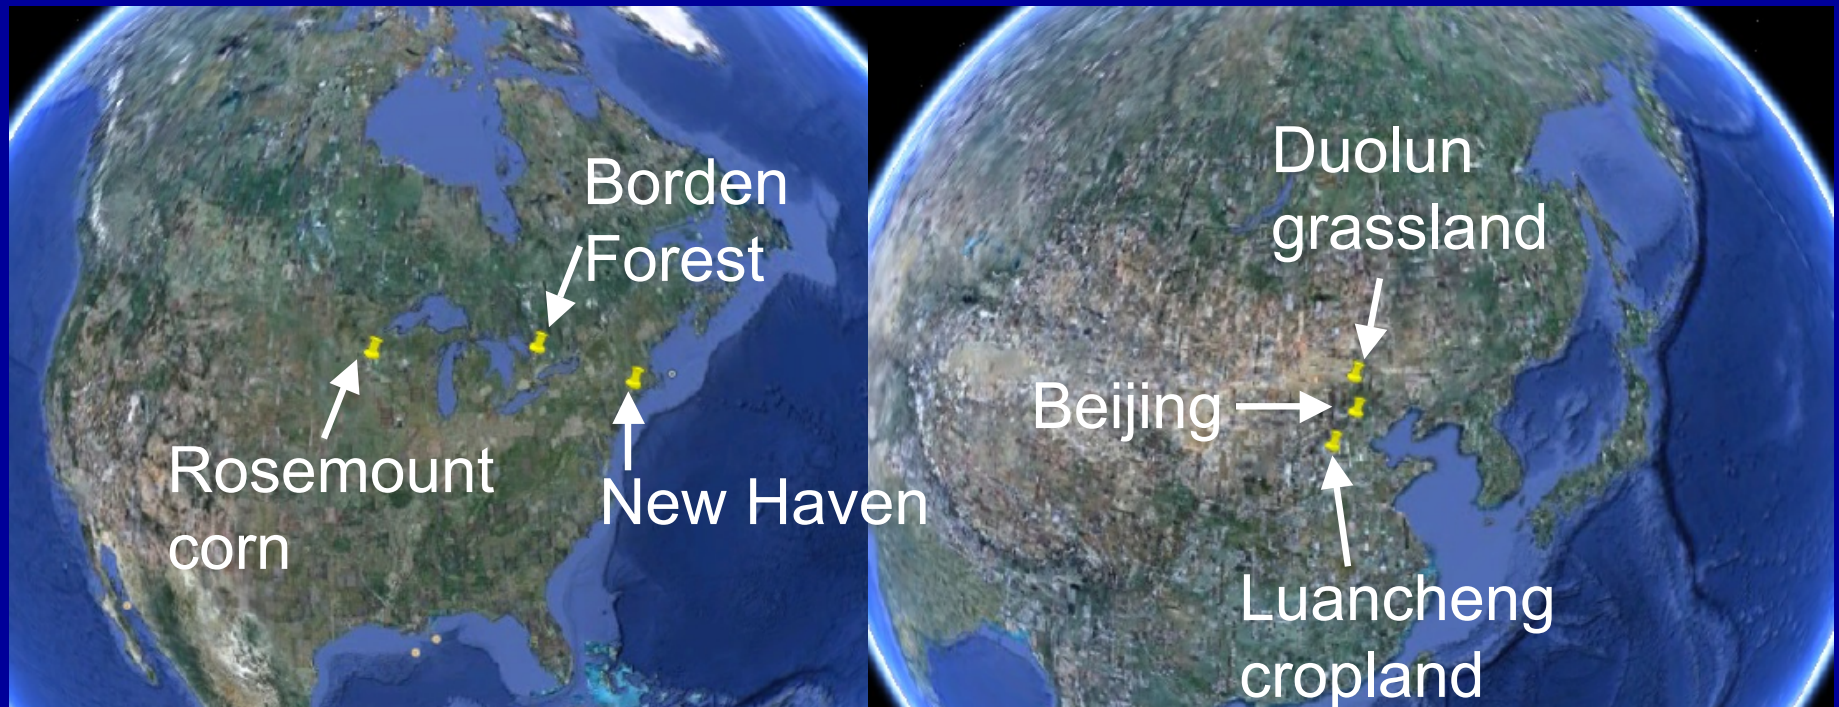 Borden
Forest
Rosemount
corn
New Haven
Duolun
grassland
Beijing
Luancheng
cropland